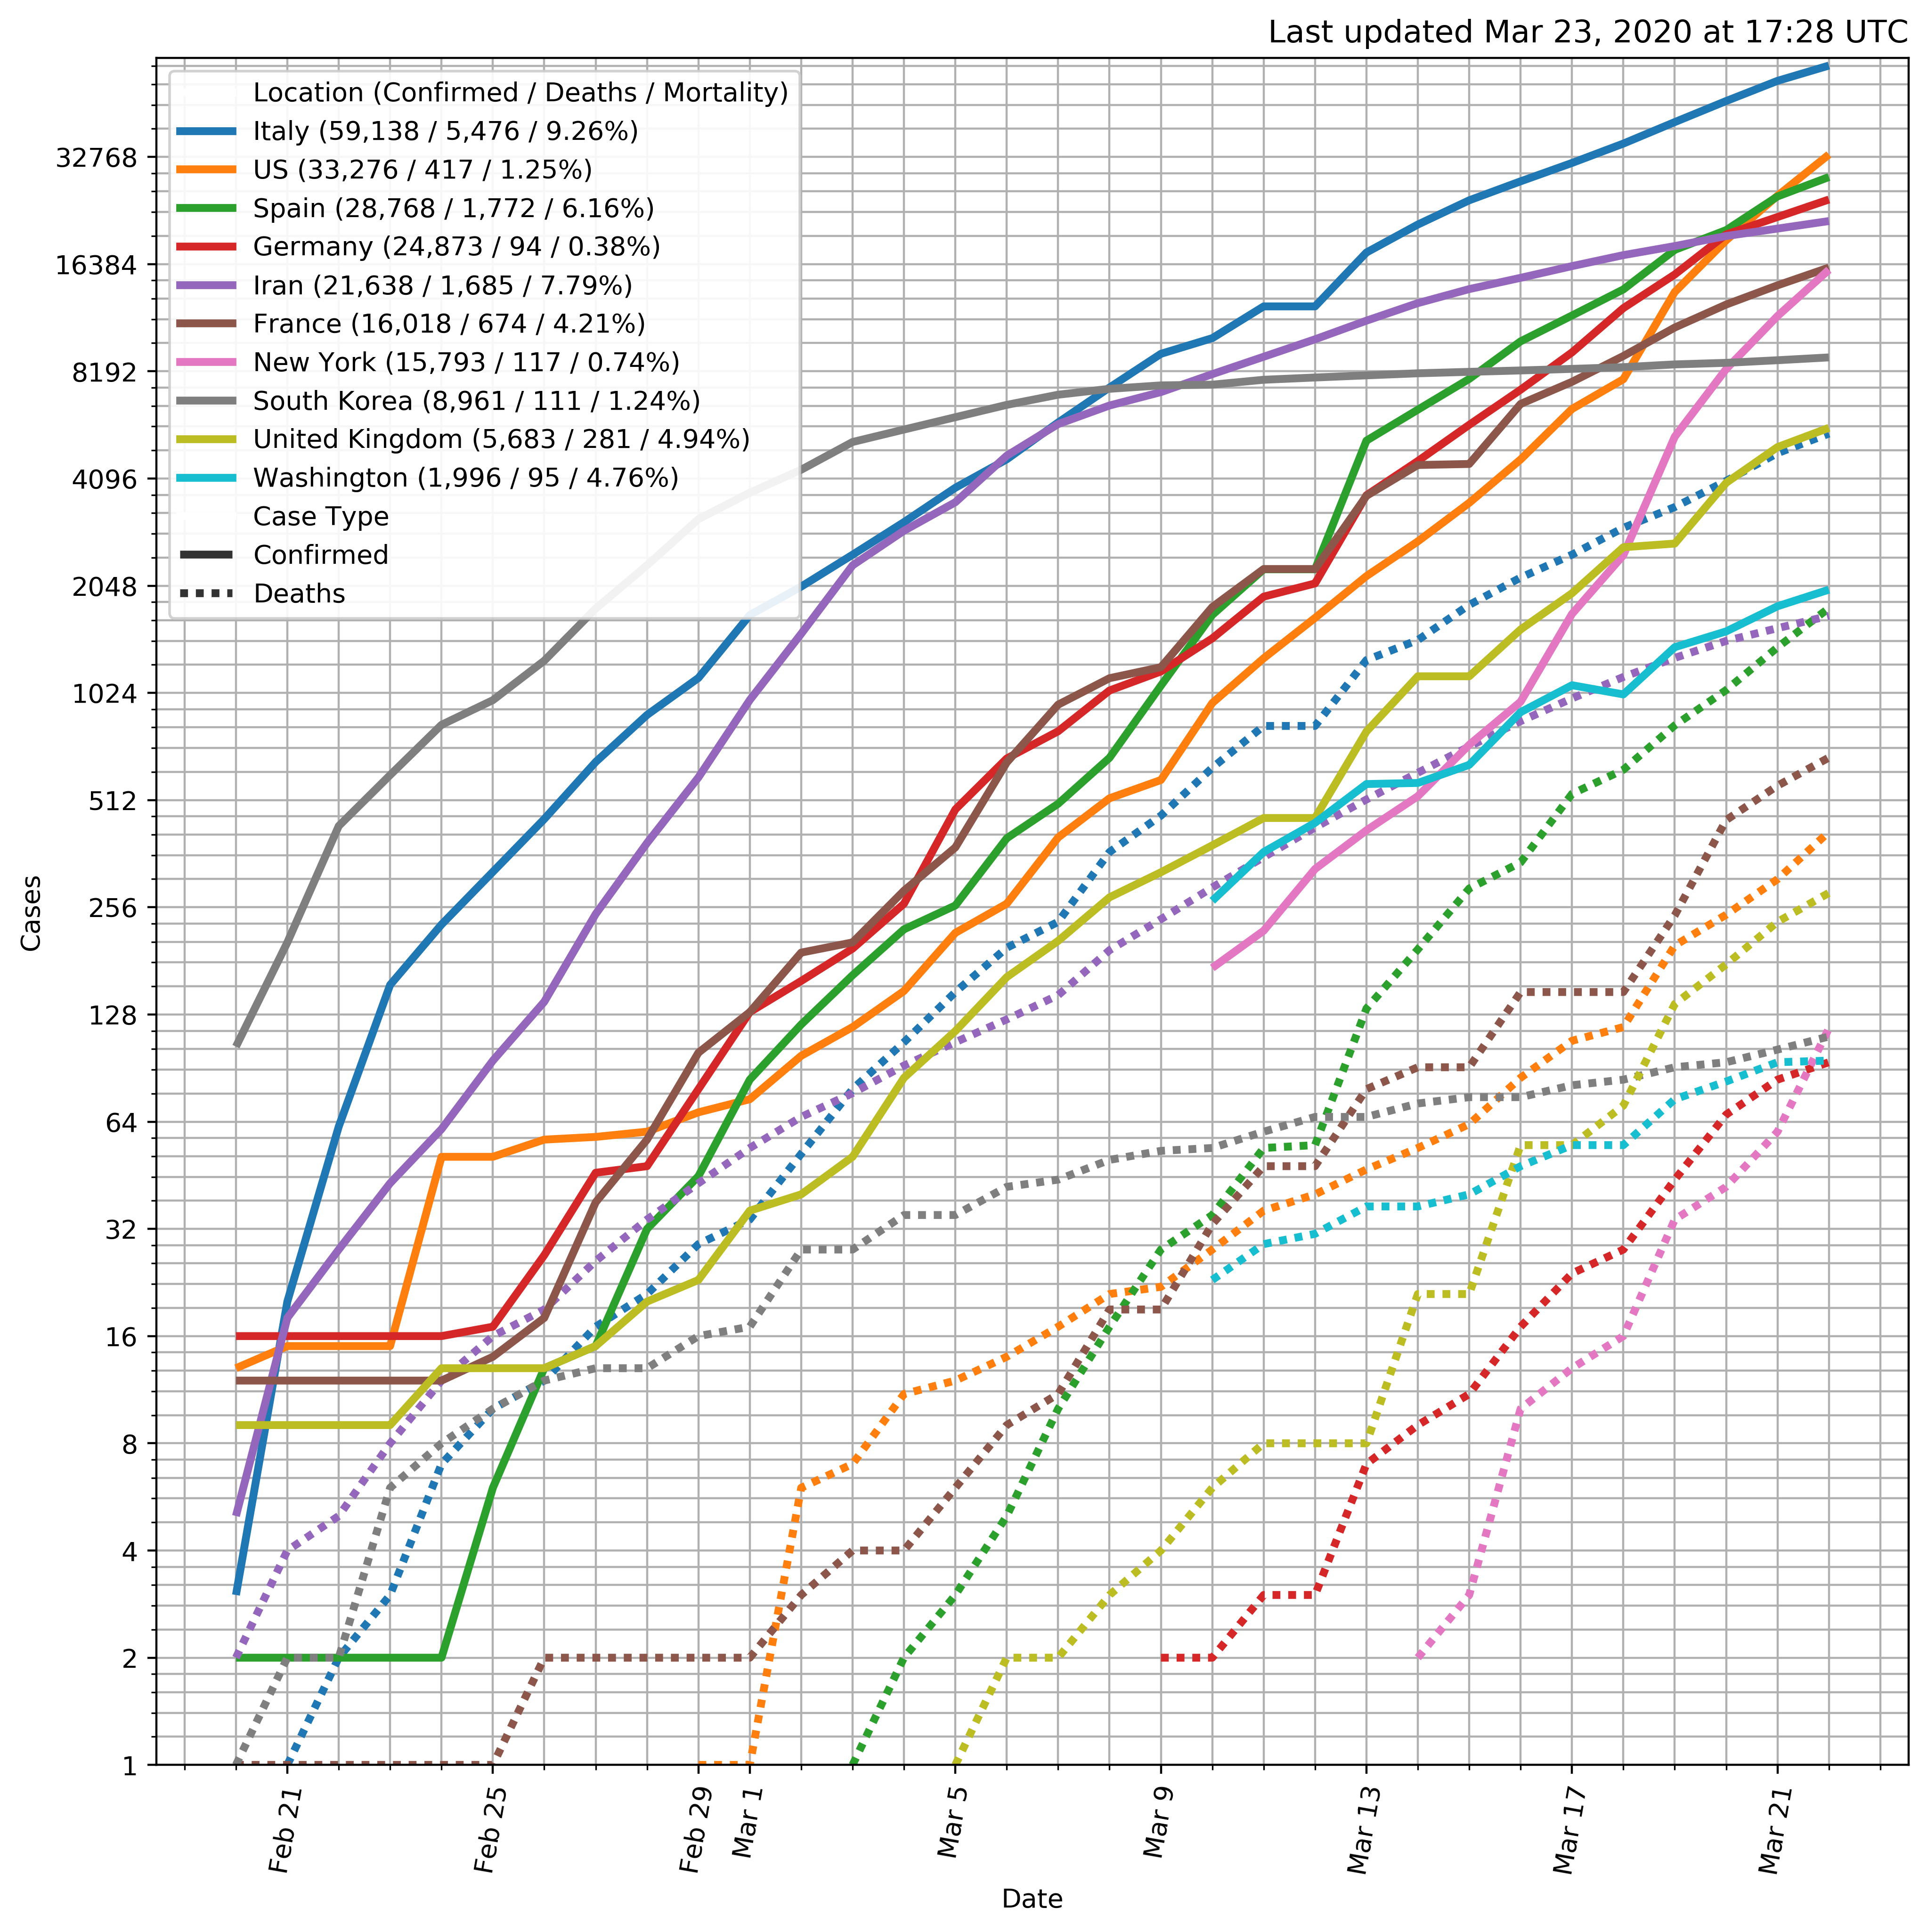 Last updated Mar 23, 2020 at 17:28 UTC
Location (Confirmed / Deaths / Mortality)
Italy (59,138 / 5,476 / 9.26%)
US (33,276 / 417 / 1.25%)
Spain (28,768 / 1,772 / 6.16%)
Germany (24,873 / 94 / 0.38%)
Iran (21,638 / 1,685 / 7.79%)
France (16,018 / 674 / 4.21%)
New York (15,793 / 117 / 0.74%)
South Korea (8,961 / 111 / 1.24%)
United Kingdom (5,683 / 281 / 4.94%)
Washington (1,996 / 95 / 4.76%)
Case Type
Confirmed
Deaths
32768
16384
8192
4096
2048
1024
512
256
128
64
32
16
8
4
2
1
Cases
Feb 21
Feb 25
Feb 29
Mar 1
Mar 5
Mar 9
Mar 13
Mar 17
Mar 21
Date